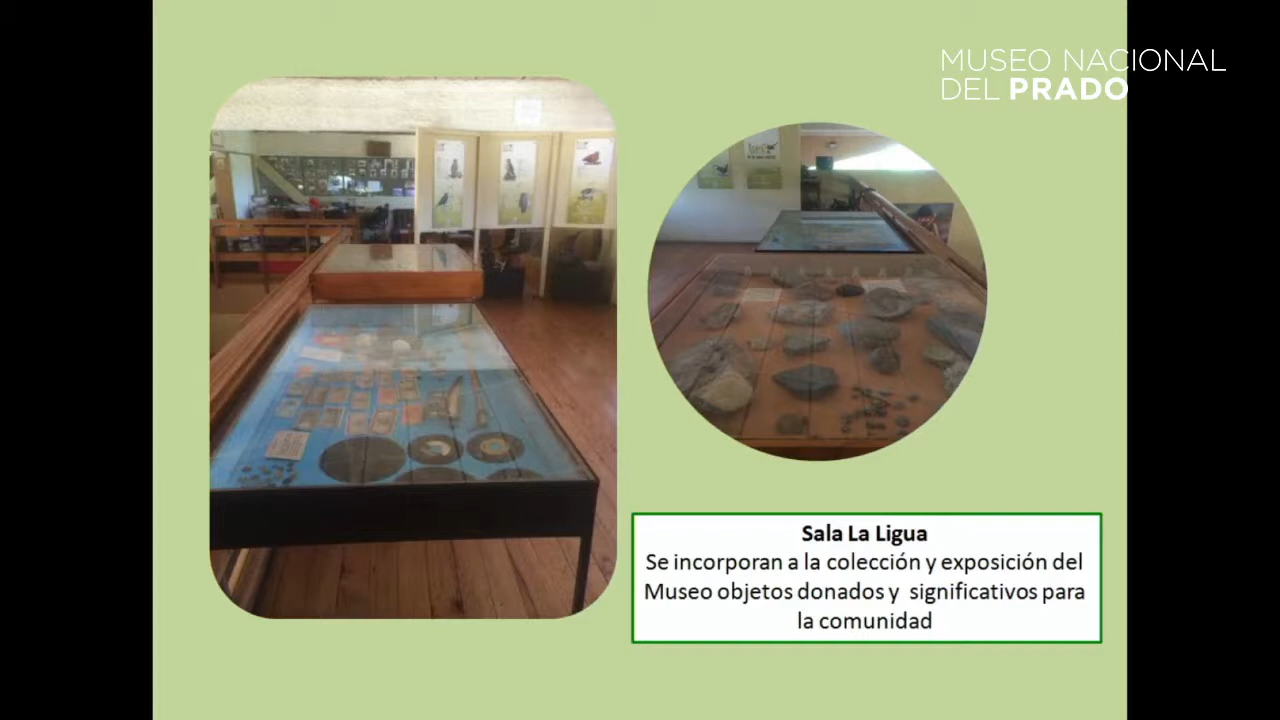 MUSEO NACIONAL
DEL PRADO
Sala La Ligua
Se incorporan a la colección y exposición del
Museo objetos donados y significativos para
la comunidad